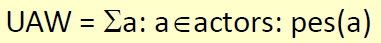 UAW = Σa: a∈actors: pes(a)